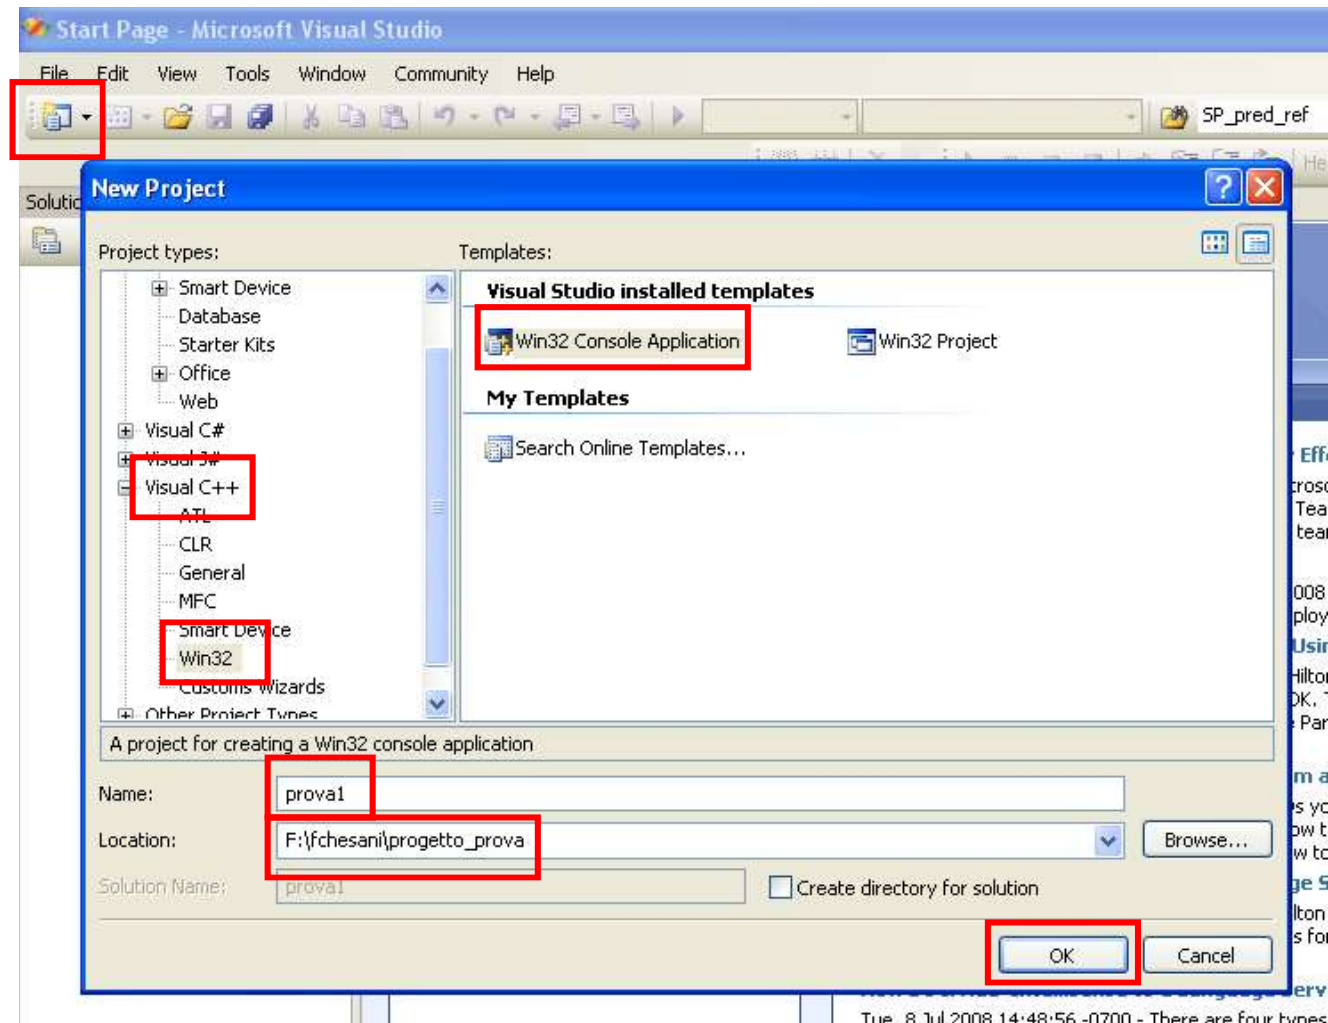 Start Page - Microsoft Visual Studio
File Edit View Tools Window Community Help
SP_pred_ref
He
Solutio
New Project
Project types:
Templates:
Smart Device
Database
Starter Kits
Office
Web
Visual C#
Visual J#
Visual C++
ATL
CLR
General
MFC
Smart Device
Win32
Customs Wizards
Other Project Types
Visual Studio installed templates
Win32 Console Application
Win32 Project
My Templates
Search Online Templates...
A project for creating a Win32 console application
Name:
prova1
Location:
F:\fchesani\progetto_prova
Browse...
Solution Name:
prova1
Create directory for solution
OK
Cancel
Tue, 8 Jul 2008 14:48:56 -0700 - There are four types